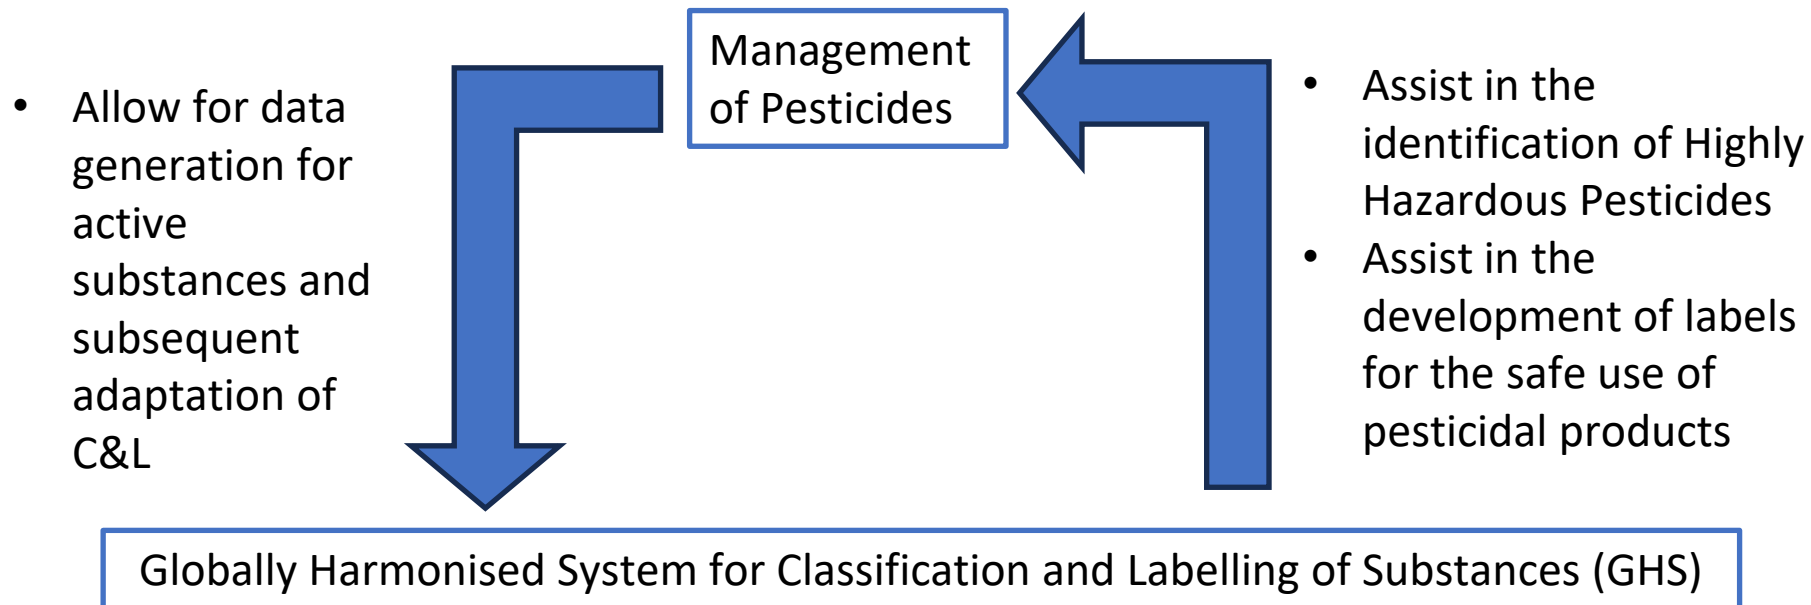 Management
of Pesticides
• Allow for data
generation for
active
substances and
subsequent
adaptation of
C&L
• Assist in the
identification of Highly
Hazardous Pesticides
• Assist in the
development of labels
for the safe use of
pesticidal products
Globally Harmonised System for Classification and Labelling of Substances (GHS)